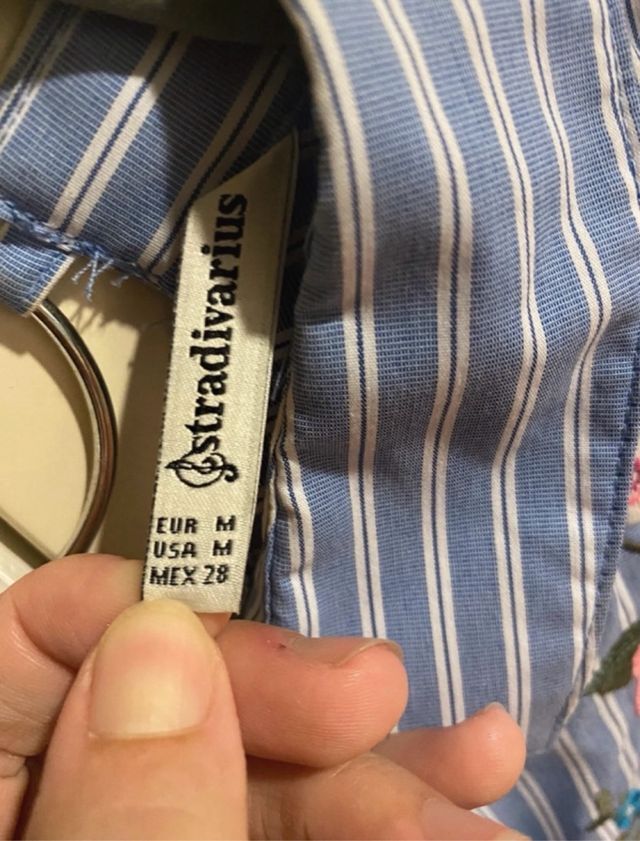 stradivarius
EUR M
USA M
MEX 28